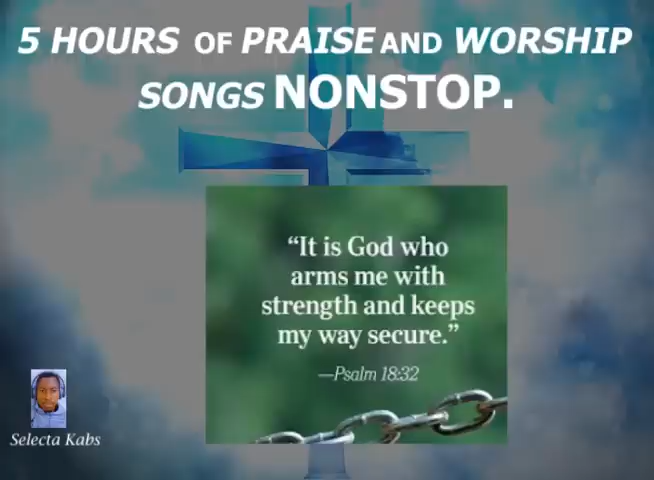 5 HOURS OF PRAISE AND WORSHIP
SONGS NONSTOP.
“It is God who
arms me with
strength and keeps
my way secure.”
—Psalm 18:32
Selecta Kabs